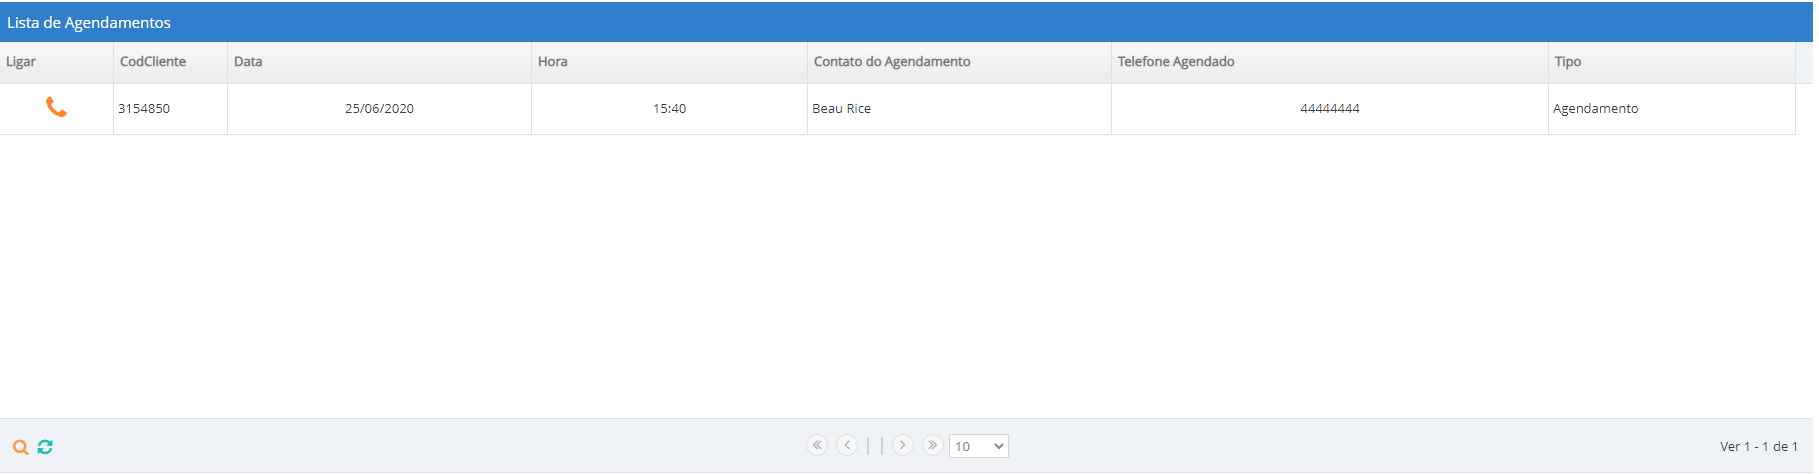 Lista de Agendamentos
Ligar CodCliente Data Hora Contato do Agendamento Telefone Agendado Tipo
3154850 25/06/2020 15:40 Beau Rice 44444444 Agendamento
10 Ver 1 - 1 de 1